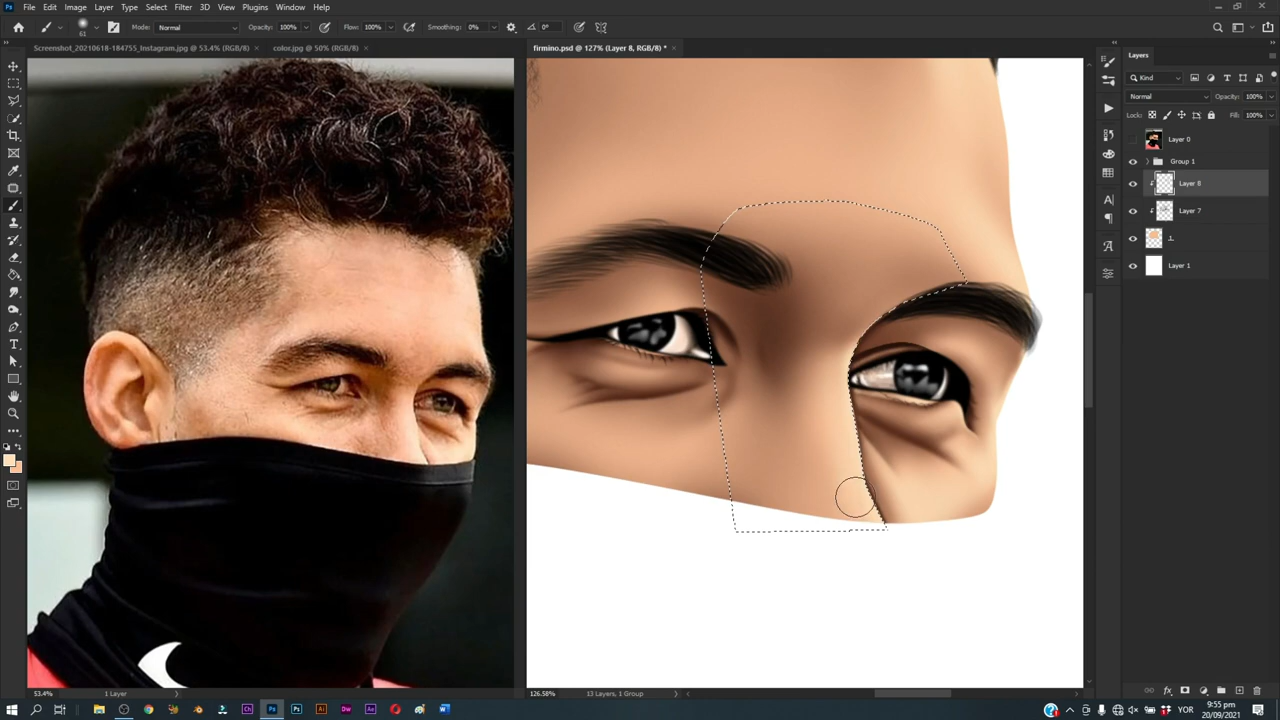 File Edit Image Layer Type Select Filter 3D View Plugins Window Help
Mode: Normal Opacity: 100% Flow: 100% Smoothing: 0% 0°
61
Screenshot_20210618-184755_Instagram.jpg @ 53.4% (RGB/8) × color.jpg @ 50% (RGB/8) × firmino.psd @ 127% (Layer 8, RGB/8) * ×
Layers
Kind
Normal Opacity: 100%
Lock: Fill: 100%
Layer 0
Group 1
Layer 8
Layer 7
Layer 1
53.4% 1 Layer 126.58% 13 Layers, 1 Group
YOR 9:55 pm
20/09/2021